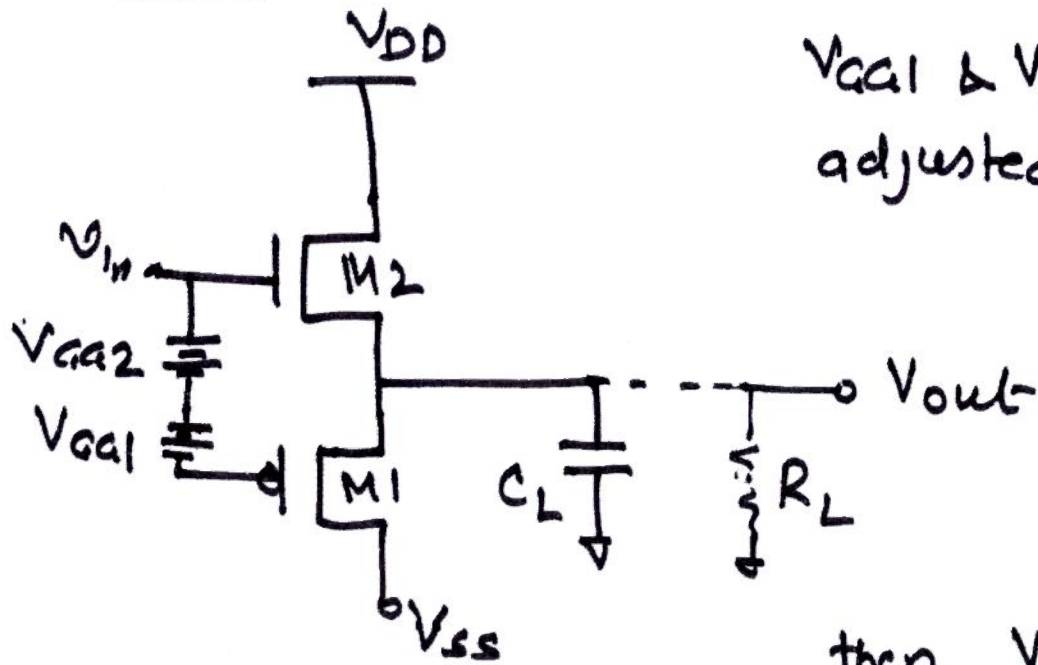 VDD
VGG1 & V
adjusted
vin
M2
VGG2
VGG1
M1
CL
RL
Vout
VSS
then V